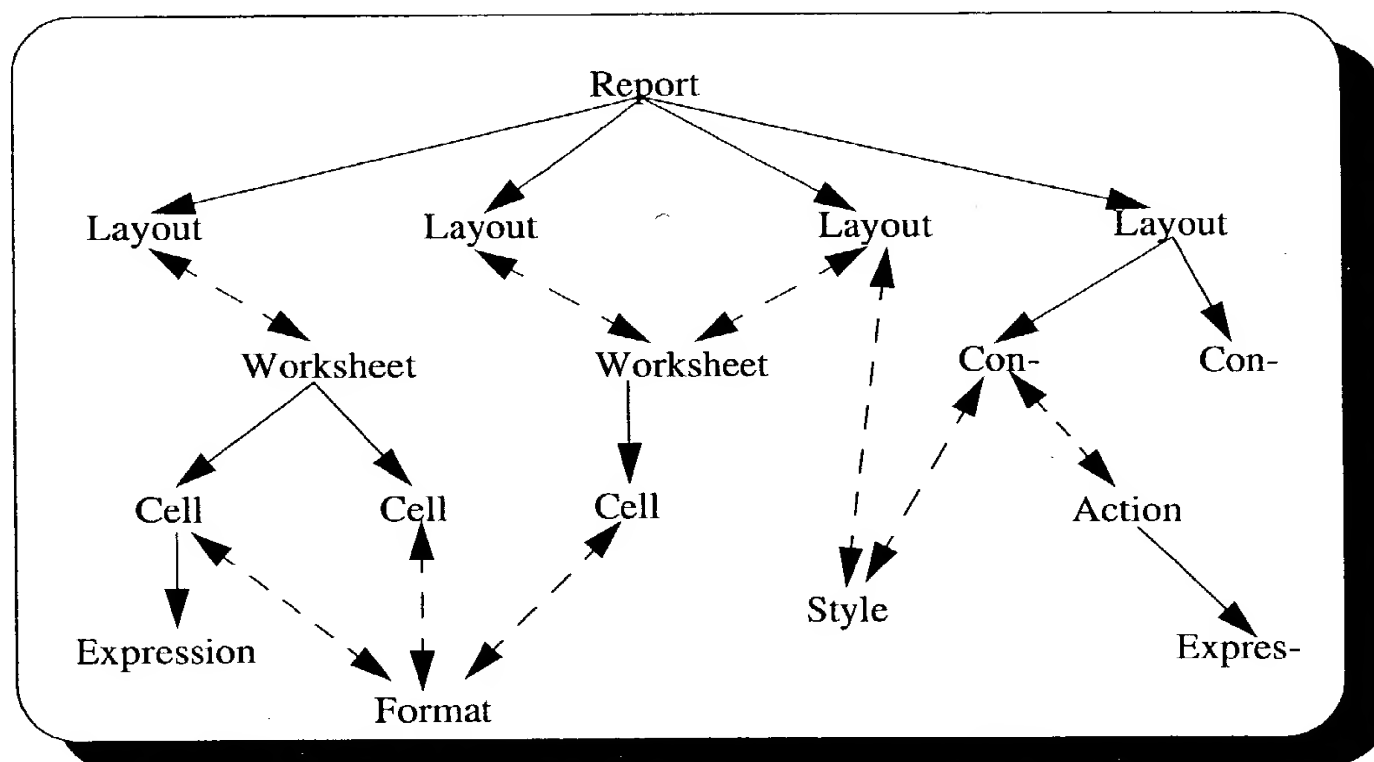 Report
Layout
Layout
Layout
Layout
Worksheet
Worksheet
Con-
Con-
Cell
Cell
Cell
Action
Style
Expression
Expres-
Format